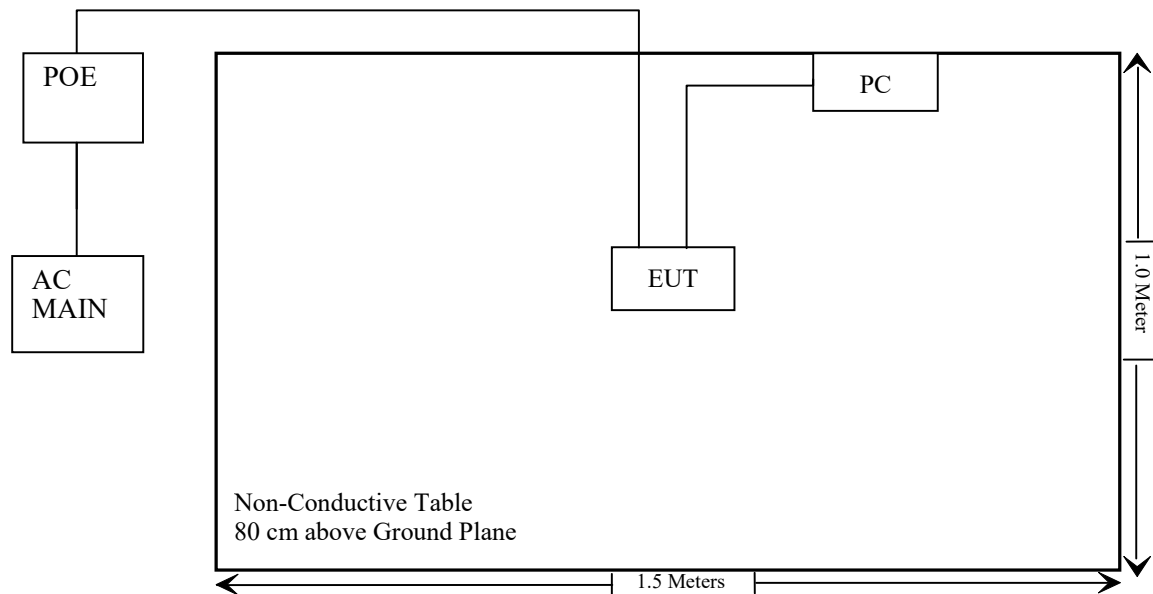 POE
PC
AC
MAIN
EUT
1.0 Meter
Non-Conductive Table
80 cm above Ground Plane
1.5 Meters